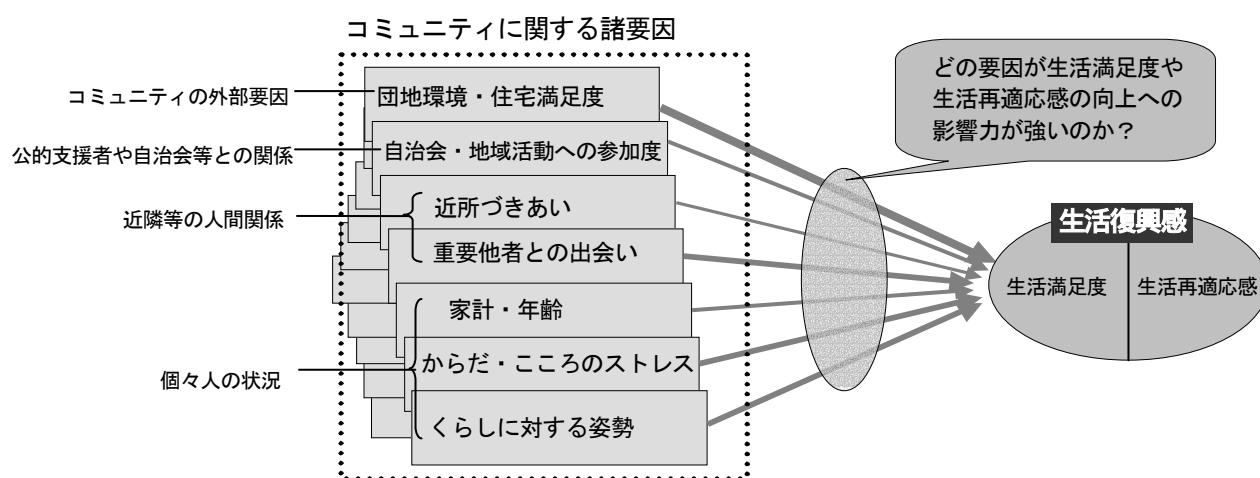 コミュニティに関する諸要因
コミュニティの外部要因
団地環境・住宅満足度
公的支援者や自治会等との関係
自治会・地域活動への参加度
近隣等の人間関係
近所づきあい
重要他者との出会い
個々人の状況
家計・年齢
からだ・こころのストレス
くらしに対する姿勢
どの要因が生活満足度や
生活再適応感の向上への
影響力が強いのか？
生活復興感
生活満足度
生活再適応感